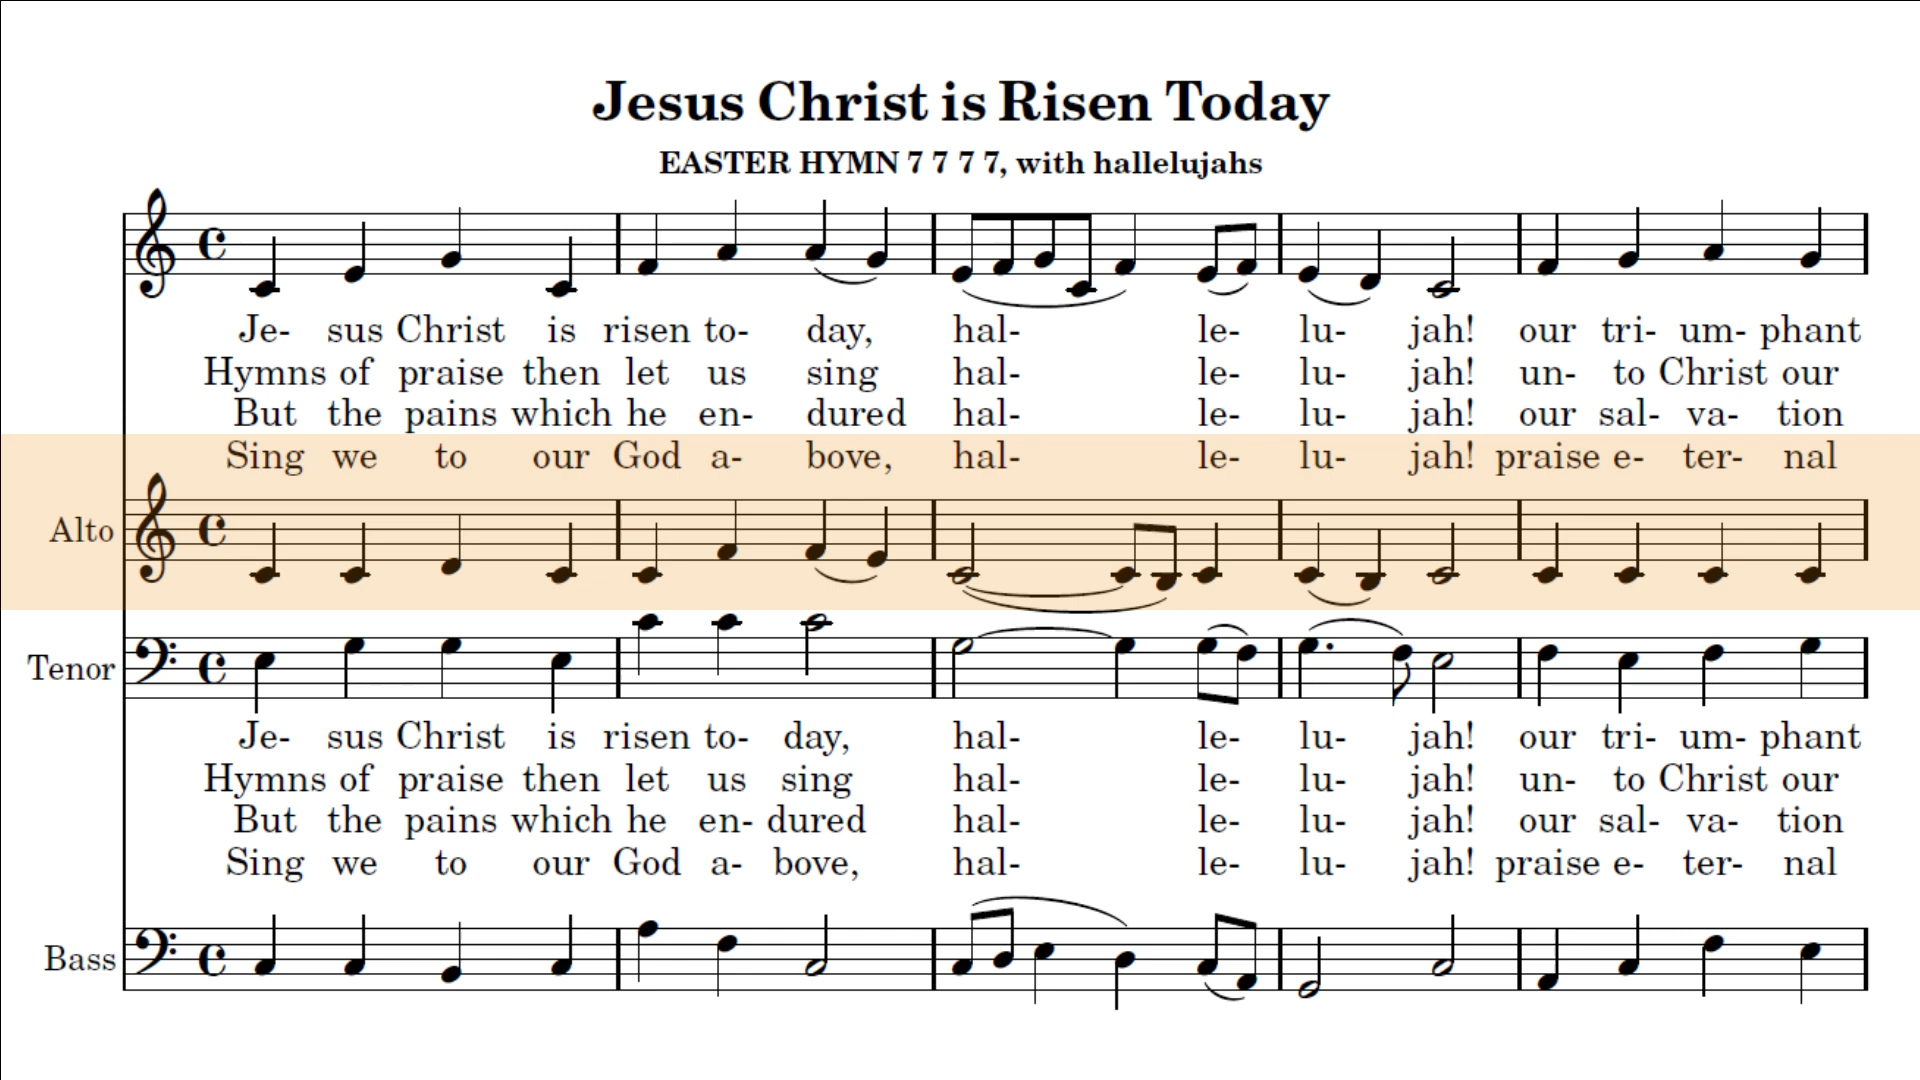 Jesus Christ is Risen Today
EASTER HYMN 7 7 7 7, with hallelujahs
Je- sus Christ is risen to- day, hal- le- lu- jah! our tri- um- phant
Hymns of praise then let us sing hal- le- lu- jah! un- to Christ our
But the pains which he en- dured hal- le- lu- jah! our sal- va- tion
Sing we to our God a- bove, hal- le- lu- jah! praise e- ter- nal
Alto
Tenor
Je- sus Christ is risen to- day, hal- le- lu- jah! our tri- um- phant
Hymns of praise then let us sing hal- le- lu- jah! un- to Christ our
But the pains which he en- dured hal- le- lu- jah! our sal- va- tion
Sing we to our God a- bove, hal- le- lu- jah! praise e- ter- nal
Bass